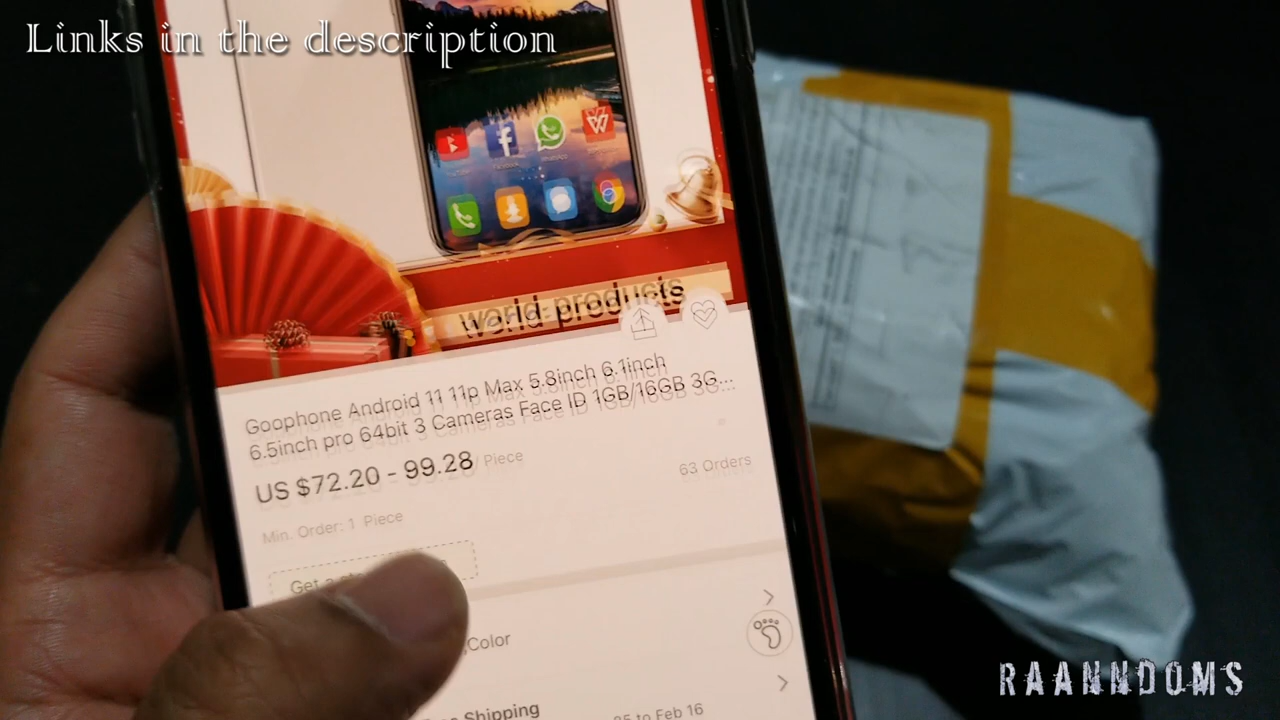 Links in the description
world products
Goophone Android 11 11p Max 5.8inch 6.1inch
6.5inch pro 64bit 3 Cameras Face ID 1GB/16GB 3G...
US $72.20 - 99.28 / Piece
63 Orders
Min. Order: 1 Piece
Get a
Color
Shipping
to Feb 16
RAANNDOMS